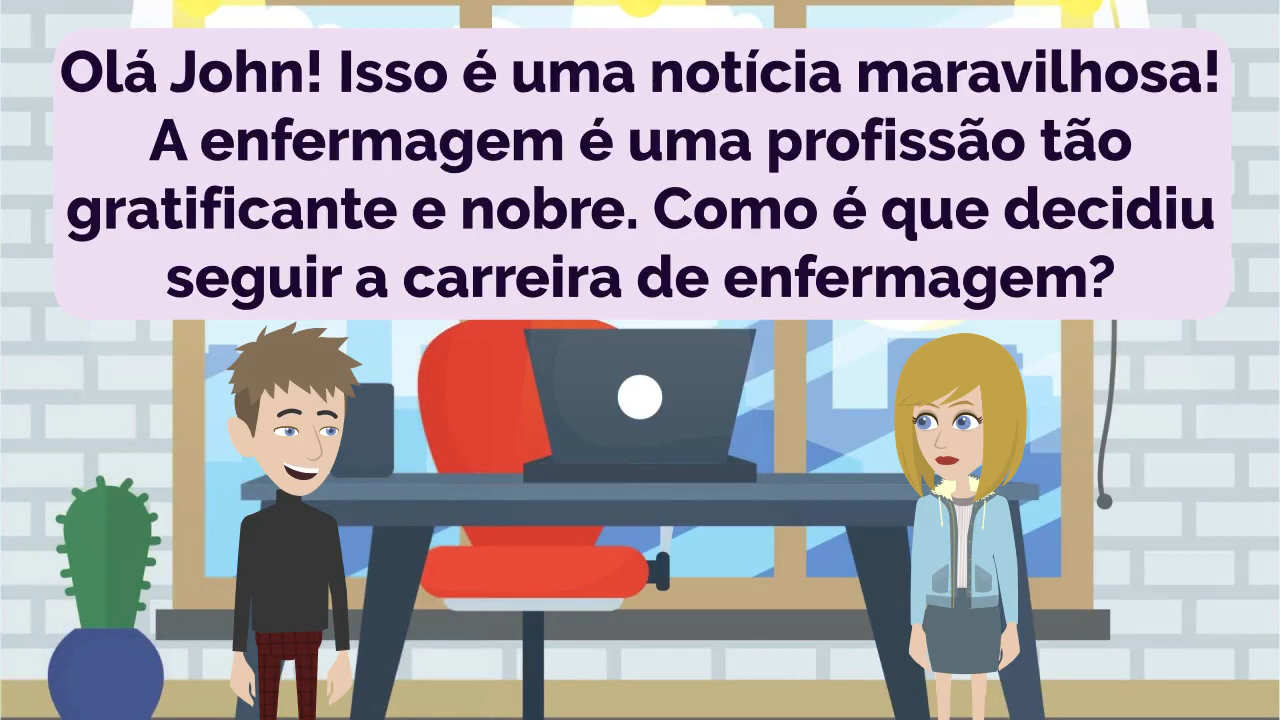 Olá John! Isso é uma notícia maravilhosa!
A enfermagem é uma profissão tão
gratificante e nobre. Como é que decidiu
seguir a carreira de enfermagem?